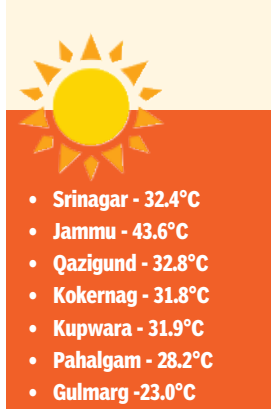 • Srinagar - 32.4°C
• Jammu - 43.6°C
• Qazigund - 32.8°C
• Kokernag - 31.8°C
• Kupwara - 31.9°C
• Pahalgam - 28.2°C
• Gulmarg -23.0°C